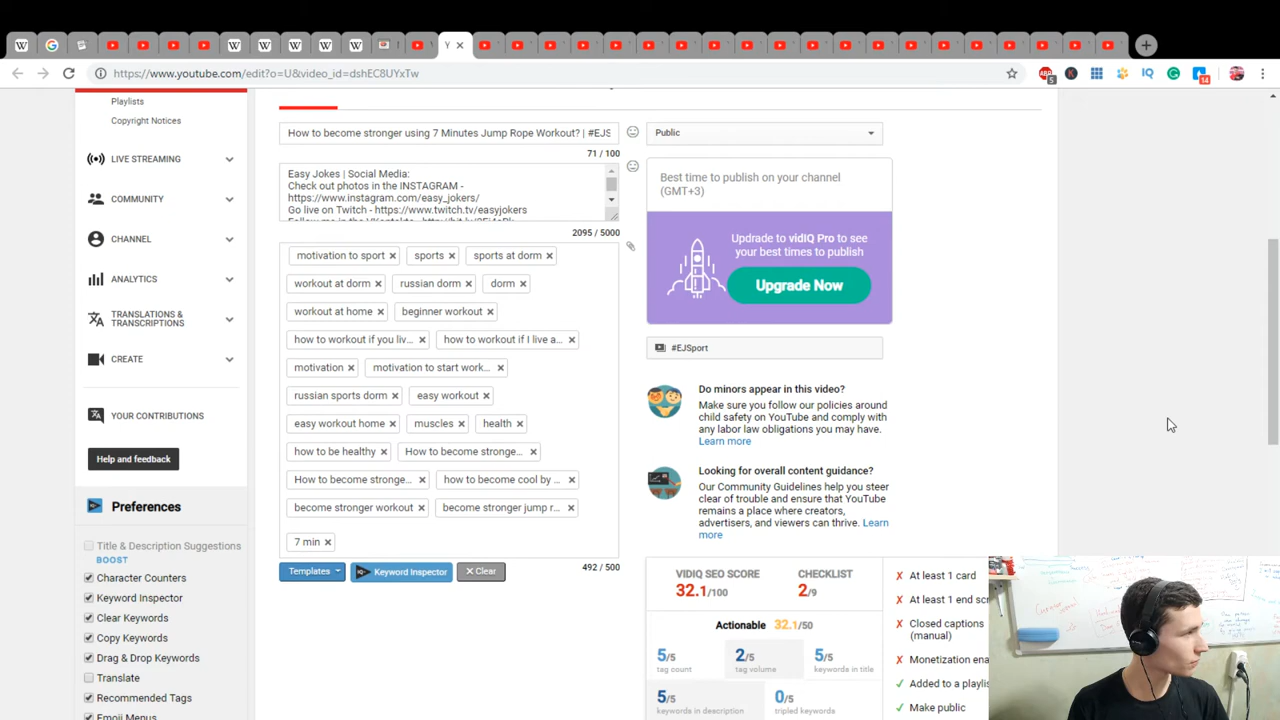 https://www.youtube.com/edit?o=U&video_id=dshEC8UYxTw
5
14
Playlists
Copyright Notices
LIVE STREAMING
COMMUNITY
CHANNEL
ANALYTICS
TRANSLATIONS &
TRANSCRIPTIONS
CREATE
YOUR CONTRIBUTIONS
Help and feedback
Preferences
Title & Description Suggestions
BOOST
Character Counters
Keyword Inspector
Clear Keywords
Copy Keywords
Drag & Drop Keywords
Translate
Recommended Tags
Emoji Menus
How to become stronger using 7 Minutes Jump Rope Workout? | #EJS
71 / 100
Easy Jokes | Social Media:
Check out photos in the INSTAGRAM -
https://www.instagram.com/easy_jokers/
Go live on Twitch - https://www.twitch.tv/easyjokers
2095 / 5000
motivation to sport × sports × sports at dorm ×
workout at dorm × russian dorm × dorm ×
workout at home × beginner workout ×
how to workout if you liv... × how to workout if I live a... ×
motivation × motivation to start work... ×
russian sports dorm × easy workout ×
easy workout home × muscles × health ×
how to be healthy × How to become stronge... ×
How to become stronge... × how to become cool by ... ×
become stronger workout × become stronger jump r... ×
7 min ×
Templates Keyword Inspector × Clear 492 / 500
Public
Best time to publish on your channel
(GMT+3)
Upgrade to vidIQ Pro to see
your best times to publish
Upgrade Now
#EJSport
Do minors appear in this video?
Make sure you follow our policies around
child safety on YouTube and comply with
any labor law obligations you may have.
Learn more
Looking for overall content guidance?
Our Community Guidelines help you steer
clear of trouble and ensure that YouTube
remains a place where creators,
advertisers, and viewers can thrive. Learn
more
VIDIQ SEO SCORE CHECKLIST
32.1/100 2/9
Actionable 32.1/50
5/5 2/5 5/5
tag count tag volume keywords in title
5/5 0/5
keywords in description tripled keywords
✗ At least 1 card
✗ At least 1 end scr
✗ Closed captions
(manual)
✗ Monetization ena
✓ Added to a playlis
✓ Make public